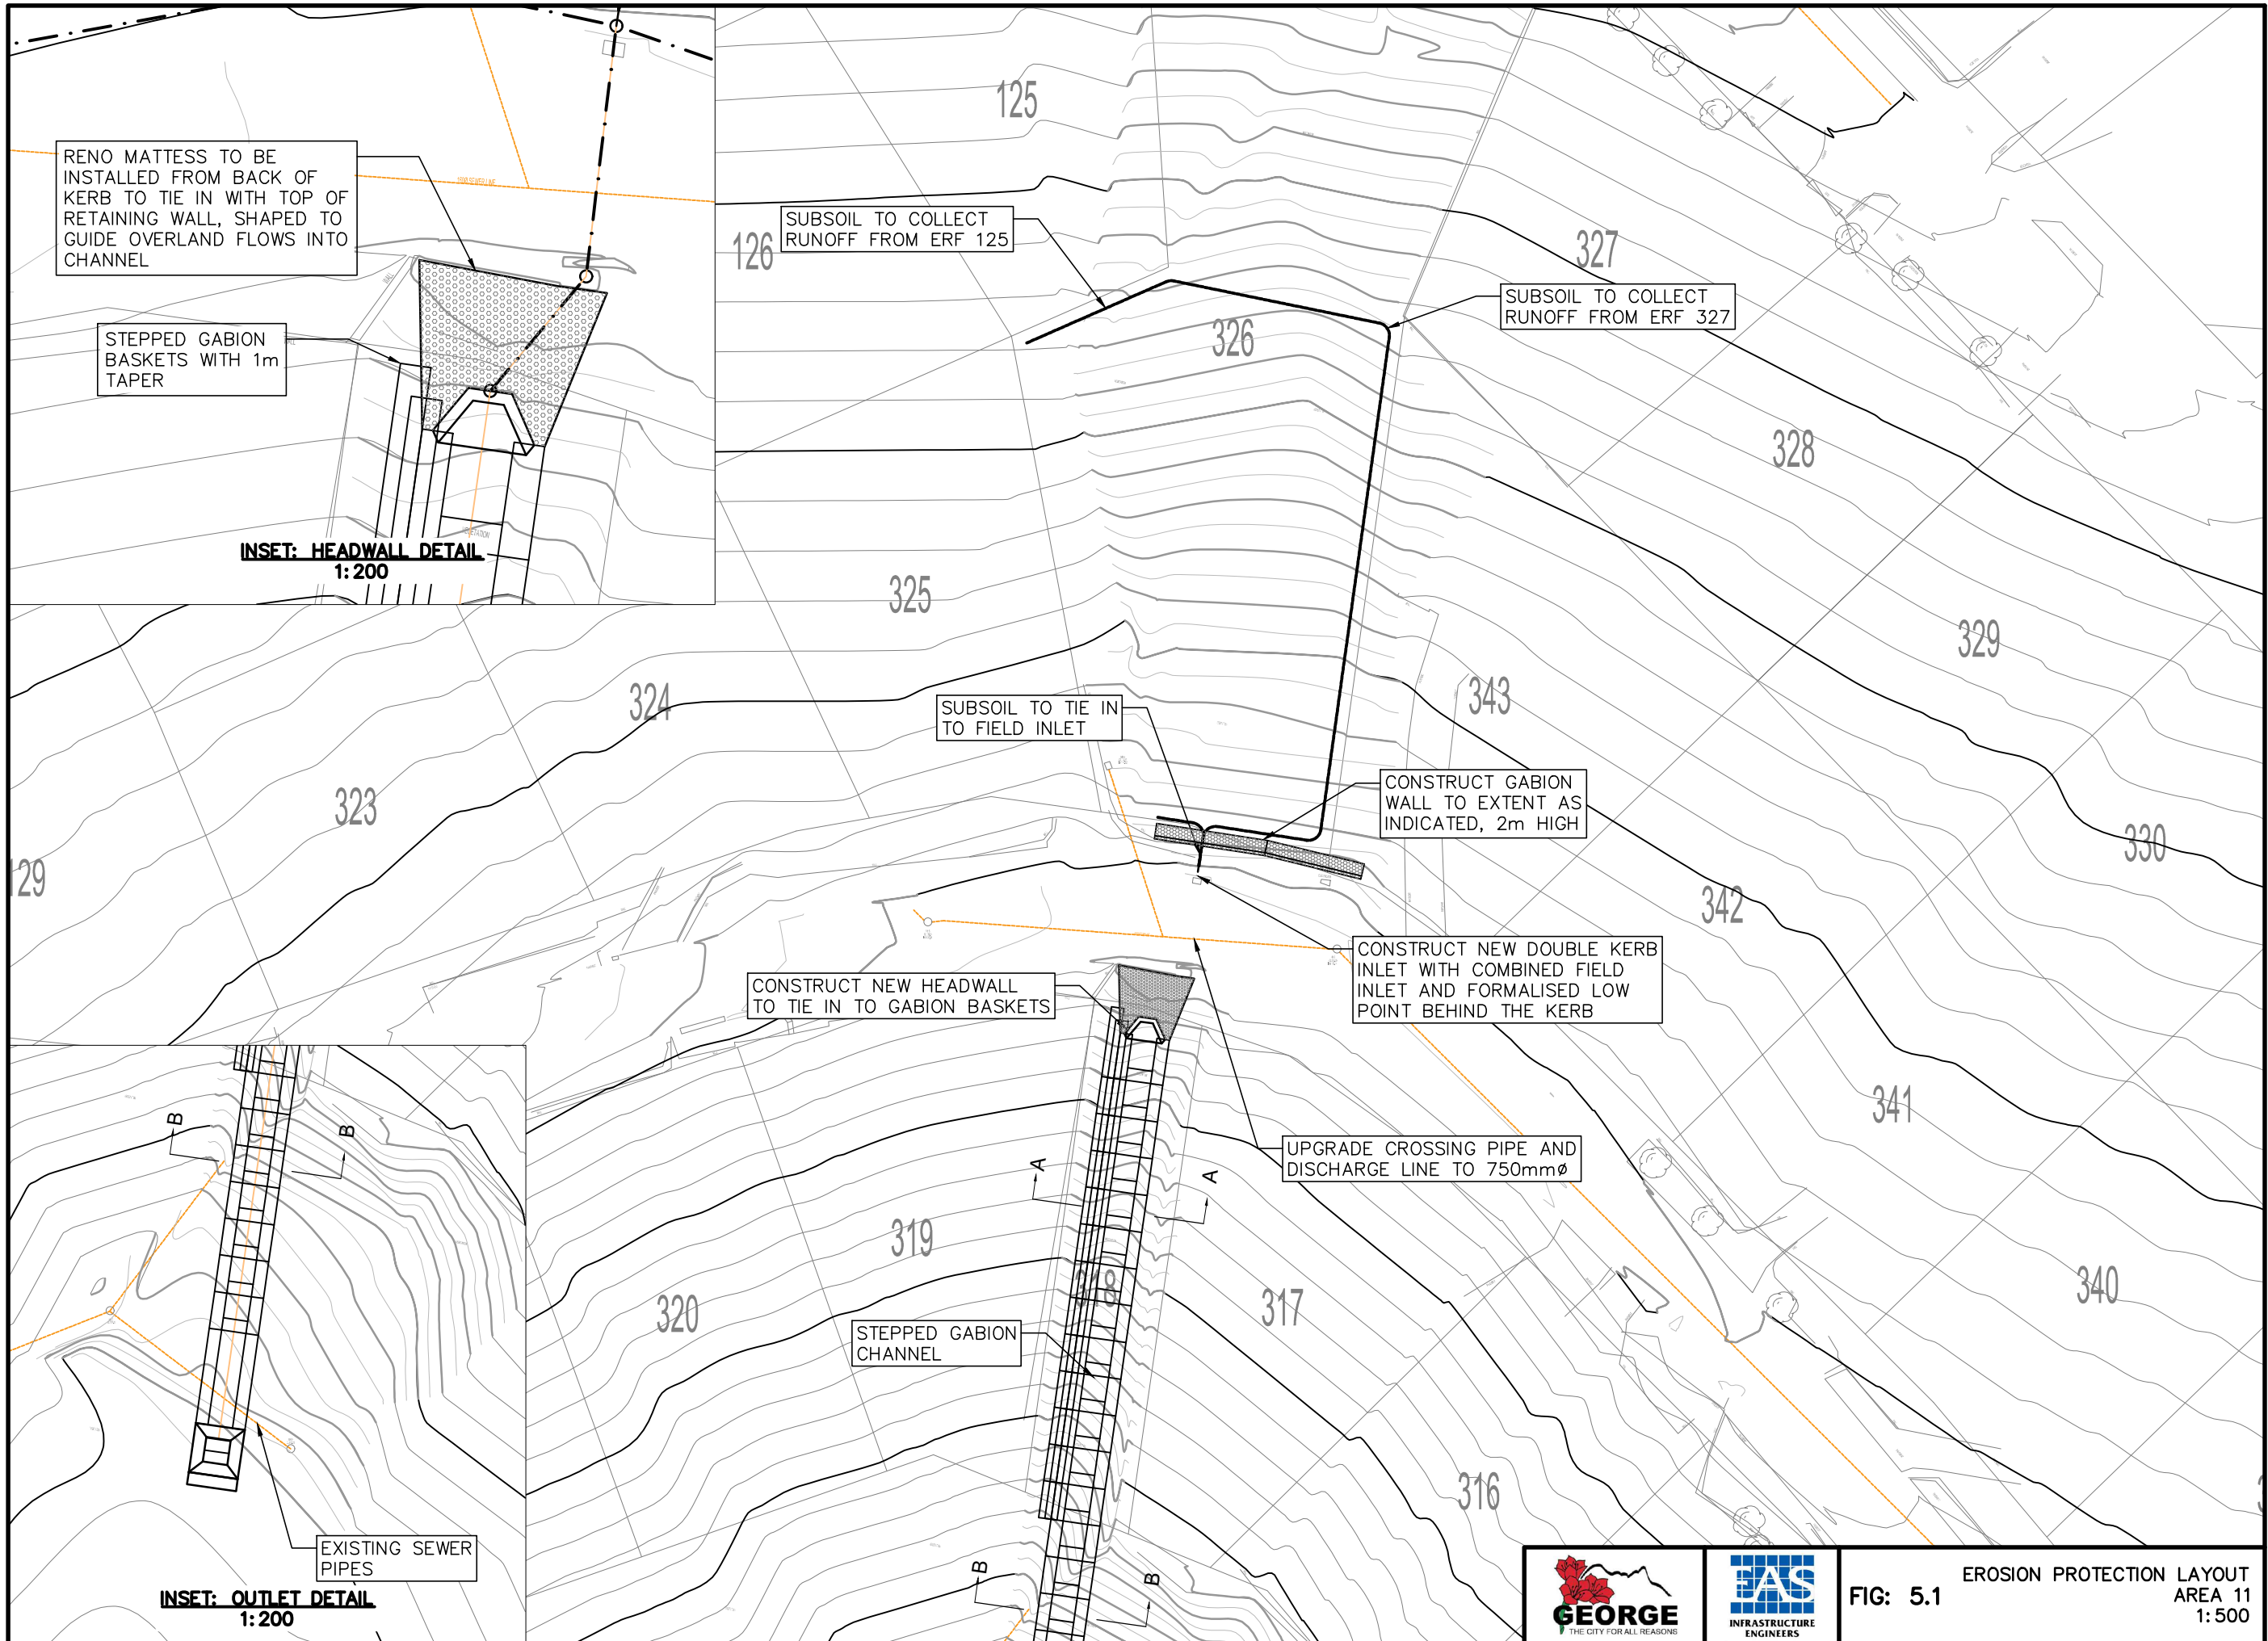 RENO MATTESS TO BE
INSTALLED FROM BACK OF
KERB TO TIE IN WITH TOP OF
RETAINING WALL, SHAPED TO
GUIDE OVERLAND FLOWS INTO
CHANNEL
STEPPED GABION
BASKETS WITH 1m
TAPER
INSET: HEADWALL DETAIL
1:200
125
126
SUBSOIL TO COLLECT
RUNOFF FROM ERF 125
327
SUBSOIL TO COLLECT
RUNOFF FROM ERF 327
326
328
325
329
324
343
SUBSOIL TO TIE IN
TO FIELD INLET
323
CONSTRUCT GABION
WALL TO EXTENT AS
INDICATED, 2m HIGH
330
129
342
CONSTRUCT NEW HEADWALL
TO TIE IN TO GABION BASKETS
CONSTRUCT NEW DOUBLE KERB
INLET WITH COMBINED FIELD
INLET AND FORMALISED LOW
POINT BEHIND THE KERB
341
UPGRADE CROSSING PIPE AND
DISCHARGE LINE TO 750mmø
A
A
319
318
317
320
340
STEPPED GABION
CHANNEL
316
B
B
B
B
EXISTING SEWER
PIPES
INSET: OUTLET DETAIL
1:200
GEORGE
THE CITY FOR ALL REASONS
EAS
INFRASTRUCTURE
ENGINEERS
FIG: 5.1
EROSION PROTECTION LAYOUT
AREA 11
1:500